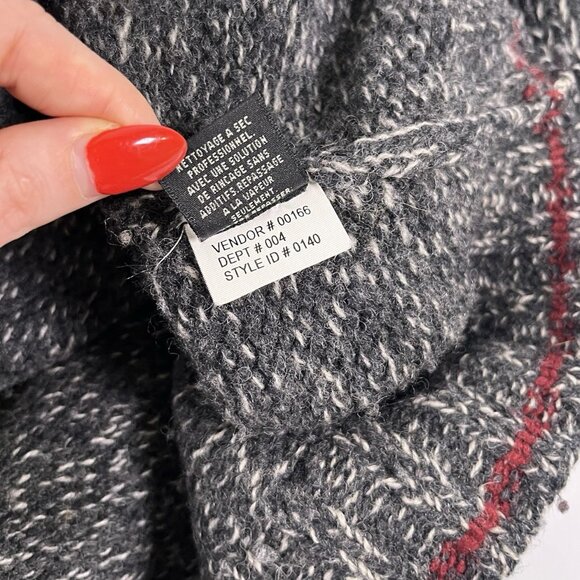 NETTOYAGE A SEC
PROFESSIONNEL
AVEC UNE SOLUTION
DE RINCAGE SANS
ADDITIFS. REPASSAGE
A LA VAPEUR
SEULEMENT.
VENDOR # 00166
DEPT # 004
STYLE ID # 0140